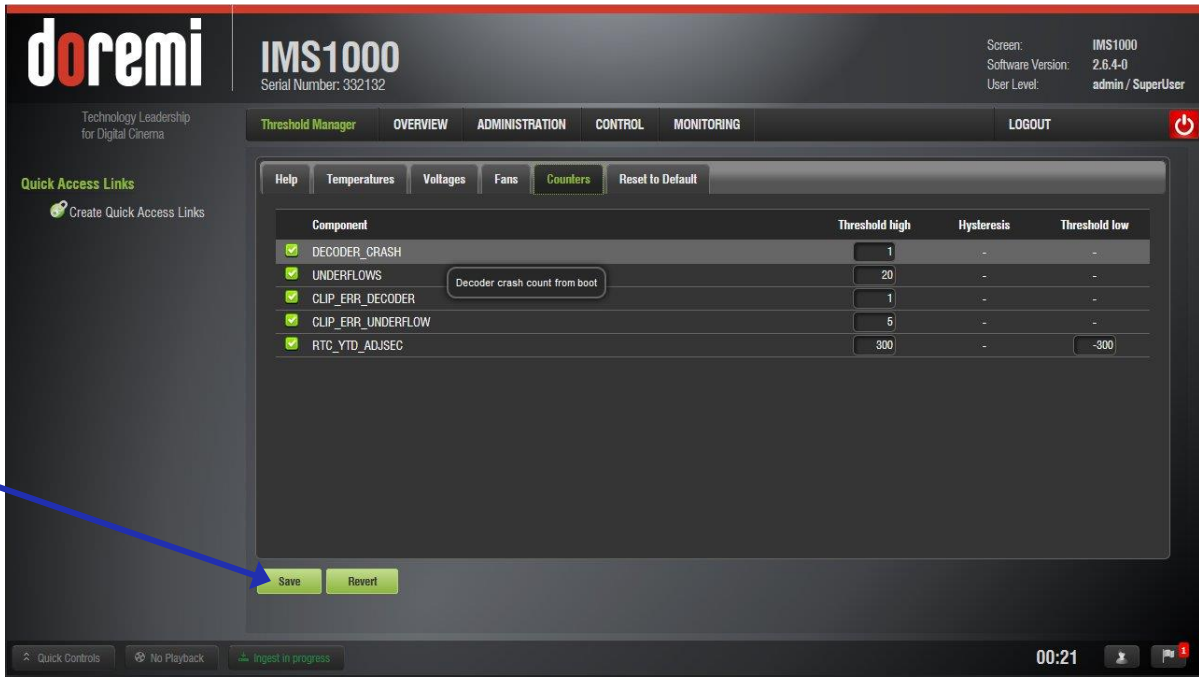 doremi
Technology Leadership
for Digital Cinema
IMS1000
Serial Number: 332132
Screen: IMS1000
Software Version: 2.6.4-0
User Level: admin / SuperUser
Threshold Manager OVERVIEW ADMINISTRATION CONTROL MONITORING LOGOUT
Quick Access Links
Create Quick Access Links
Help Temperatures Voltages Fans Counters Reset to Default
Component Threshold high Hysteresis Threshold low
DECODER_CRASH 1 - -
UNDERFLOWS 20 - -
Decoder crash count from boot
CLIP_ERR_DECODER 1 - -
CLIP_ERR_UNDERFLOW 5 - -
RTC_YTD_ADJSEC 300 - -300
Save Revert
Quick Controls No Playback Ingest in progress 00:21 1